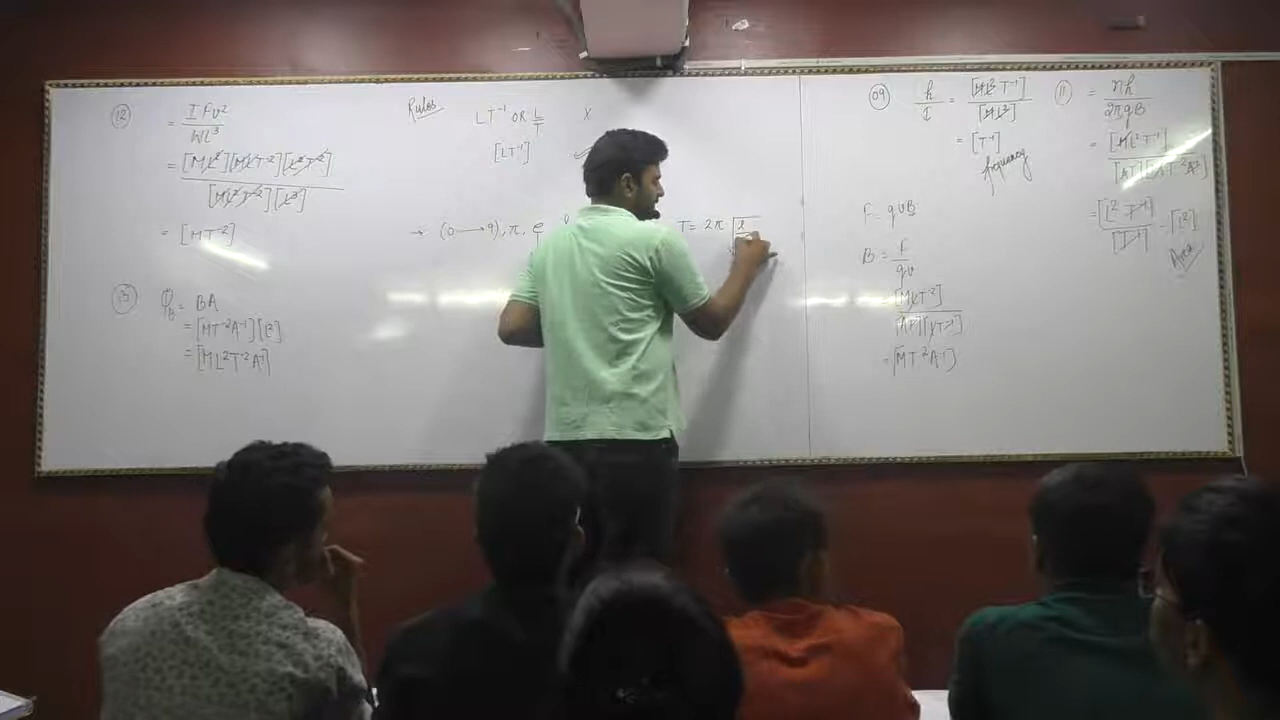 12
= I F v²
W L³
= [ML²][MLT⁻²][L²T⁻²]
[ML²T⁻²][L³]
= [MT⁻²]
13
Φ_B = BA
= [MT⁻²A⁻¹][L²]
= [ML²T⁻²A⁻¹]
Rules
LT⁻¹ OR L/T X
[LT⁻¹]
→ (0 → 9), π, e
T = 2π √l
09
h/I = [ML²T⁻¹]
[ML²]
= [T⁻¹]
frequency
F = qvB
B = F
qv
= [MLT⁻²]
[AT][LT⁻¹]
= [MT⁻²A⁻¹]
11
= nh
2πqB
= [ML²T⁻¹]
[AT][MT⁻²A⁻¹]
= [L²T⁻¹]
[T⁻¹]
= [L²]
Area